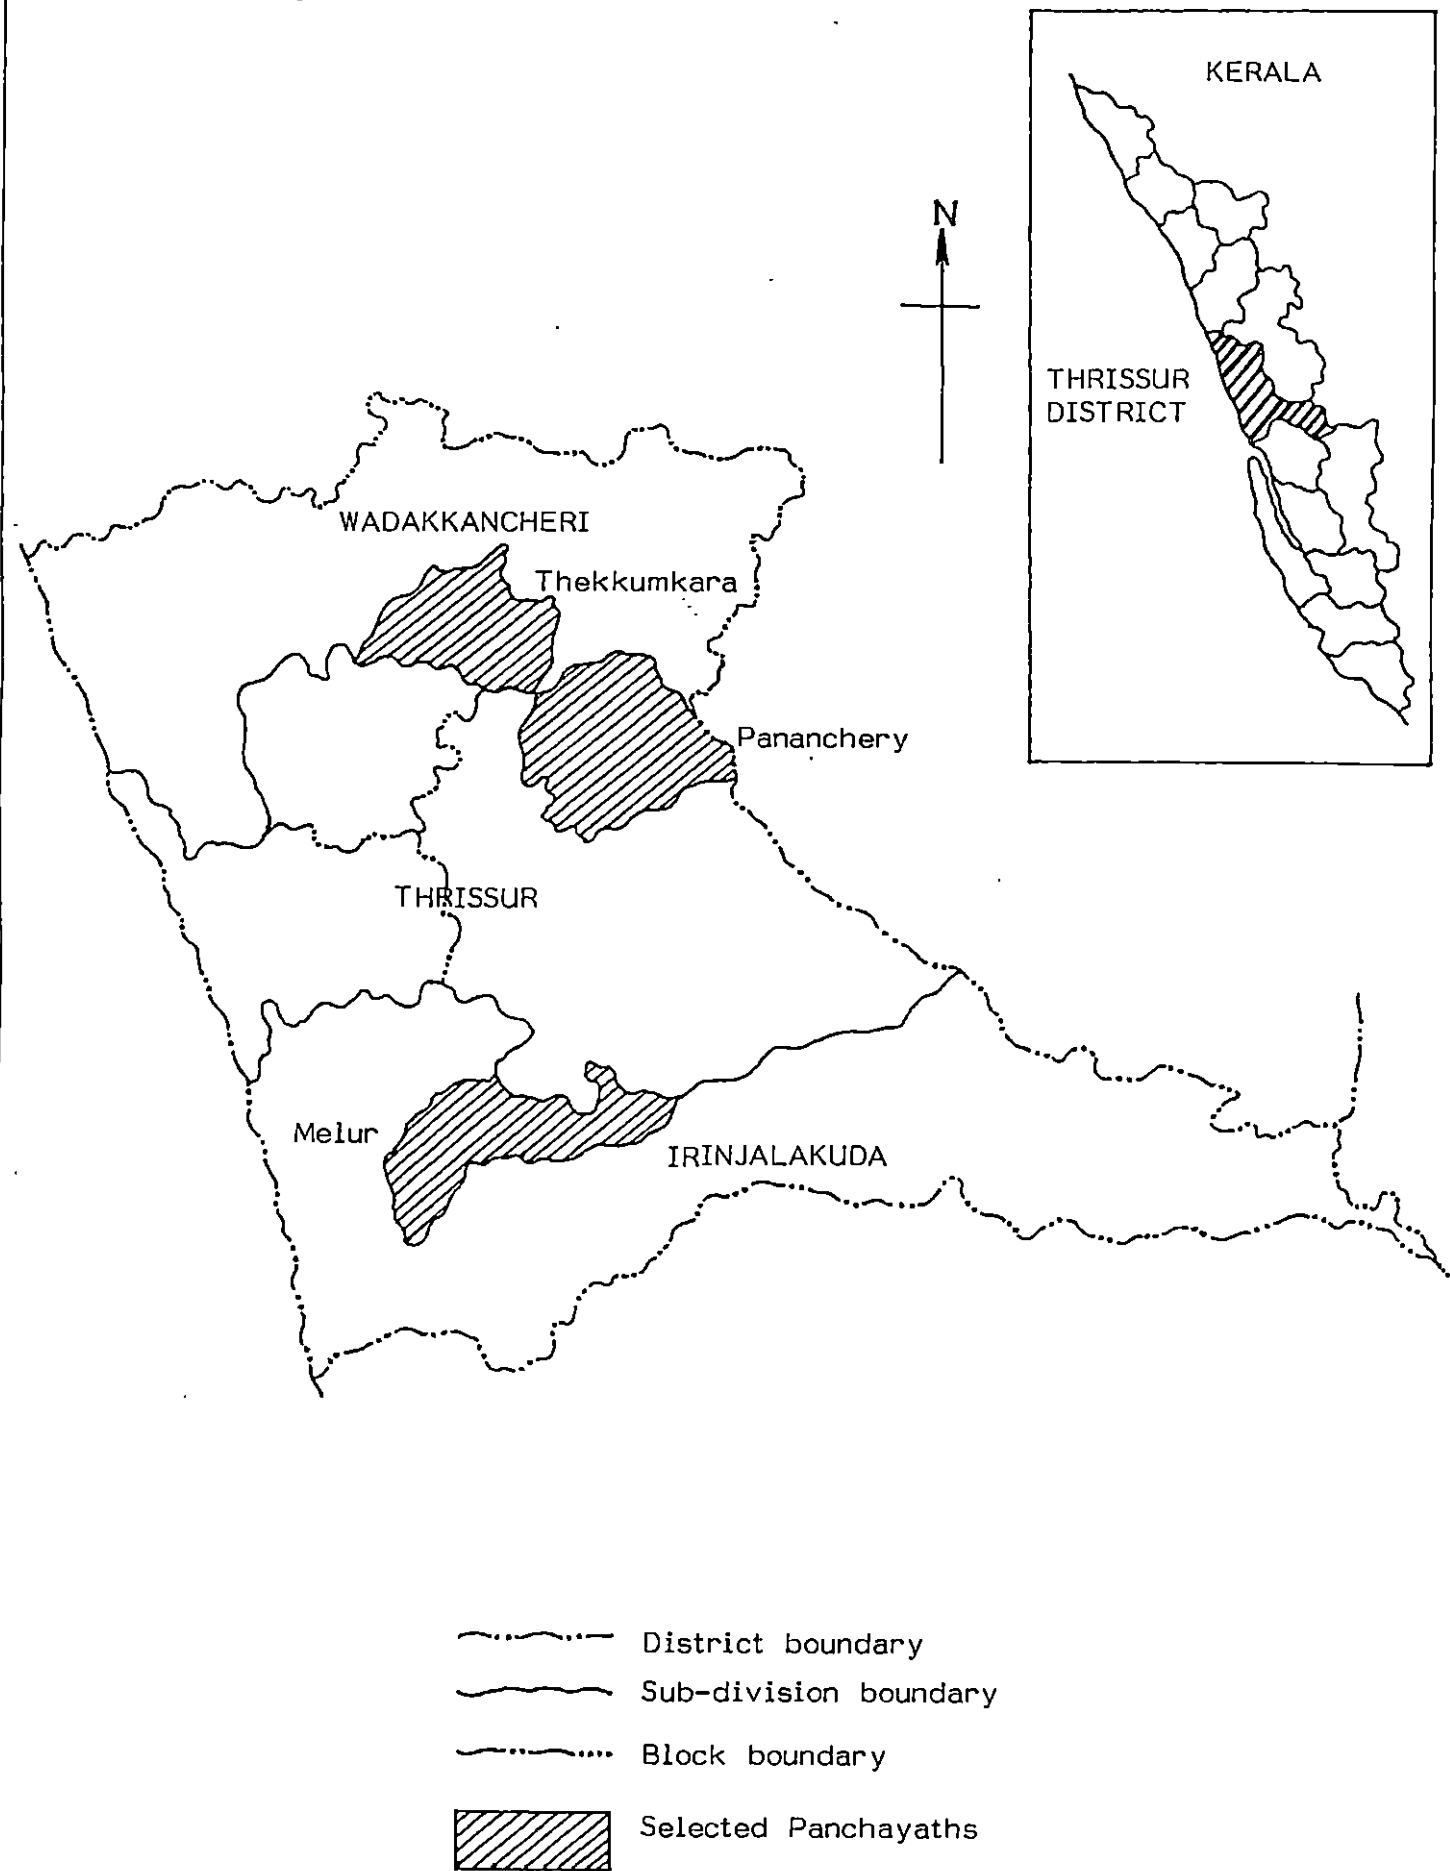 KERALA
N
THRISSUR
DISTRICT
WADAKKANCHERI
Thekkumkara
Pananchery
THRISSUR
Melur
IRINJALAKUDA
District boundary
Sub-division boundary
Block boundary
Selected Panchayaths